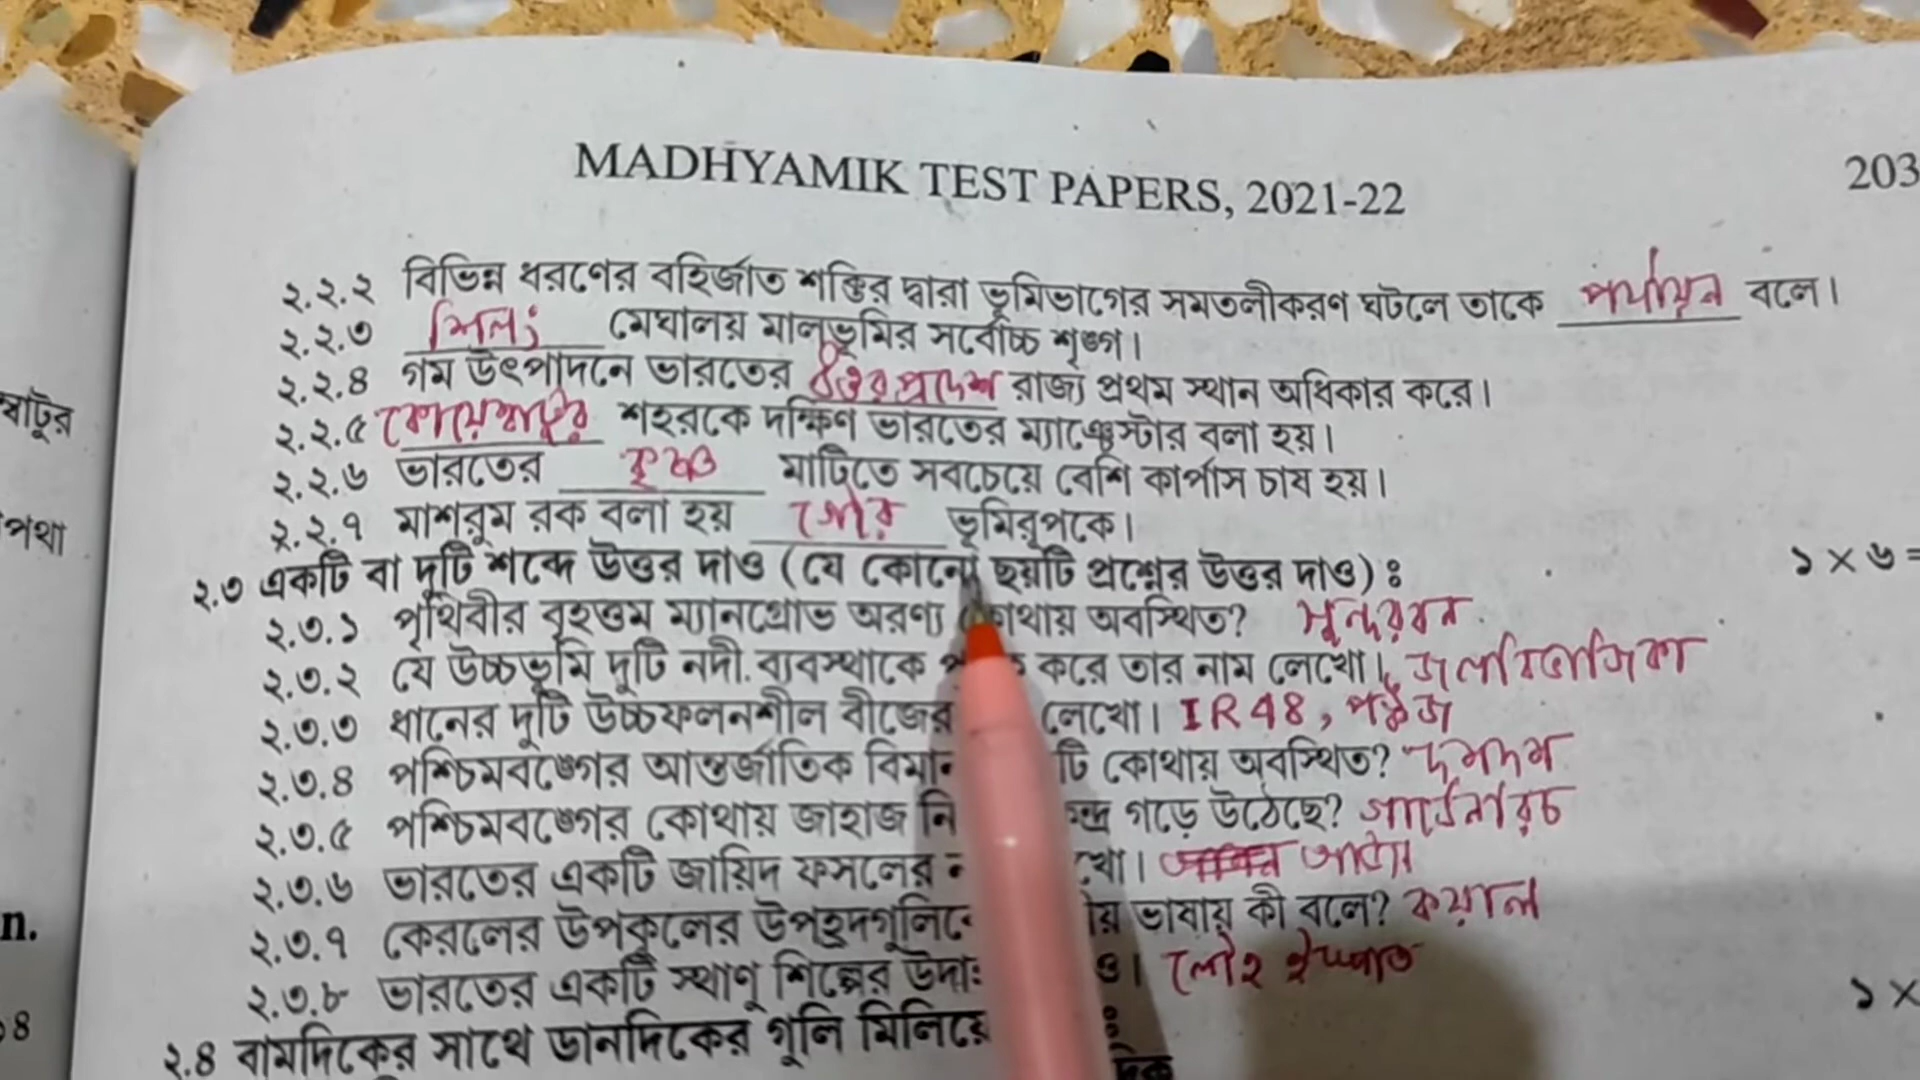 MADHYAMIK TEST PAPERS, 2021-22
203
২.২.২ বিভিন্ন ধরণের বহির্জাত শক্তির দ্বারা ভূমিভাগের সমতলীকরণ ঘটলে তাকে পর্যায়ন বলে।
২.২.৩ শিলং মেঘালয় মালভূমির সর্বোচ্চ শৃঙ্গ।
২.২.৪ গম উৎপাদনে ভারতের উত্তরপ্রদেশ রাজ্য প্রথম স্থান অধিকার করে।
২.২.৫ কোয়েম্বাটুর শহরকে দক্ষিণ ভারতের ম্যাঞ্চেস্টার বলা হয়।
২.২.৬ ভারতের কৃষ্ণ মাটিতে সবচেয়ে বেশি কার্পাস চাষ হয়।
২.২.৭ মাশরুম রক বলা হয় গৌর ভূমিরূপকে।
২.৩ একটি বা দুটি শব্দে উত্তর দাও (যে কোনো ছয়টি প্রশ্নের উত্তর দাও) ঃ
১ × ৬ =
২.৩.১ পৃথিবীর বৃহত্তম ম্যানগ্রোভ অরণ্য কোথায় অবস্থিত? সুন্দরবন
২.৩.২ যে উচ্চভূমি দুটি নদী ব্যবস্থাকে করে তার নাম লেখো। জলবিভাজিকা
২.৩.৩ ধানের দুটি উচ্চফলনশীল বীজের লেখো। IR48, পঙ্কজ
২.৩.৪ পশ্চিমবঙ্গের আন্তর্জাতিক বিমান টি কোথায় অবস্থিত? দমদম
২.৩.৫ পশ্চিমবঙ্গের কোথায় জাহাজ নি ন্দ্র গড়ে উঠেছে? গার্ডেনরিচ
২.৩.৬ ভারতের একটি জায়িদ ফসলের ন খো।
২.৩.৭ কেরলের উপকূলের উপহ্রদগুলিকে ীয় ভাষায় কী বলে? কয়াল
২.৩.৮ ভারতের একটি স্থাণু শিল্পের উদা ও। লৌহ ইস্পাত
১ ×
২.৪ বামদিকের সাথে ডানদিকের গুলি মিলিয়ে ঃ
দিক
ম্বাটুর
পথা
n.
৪